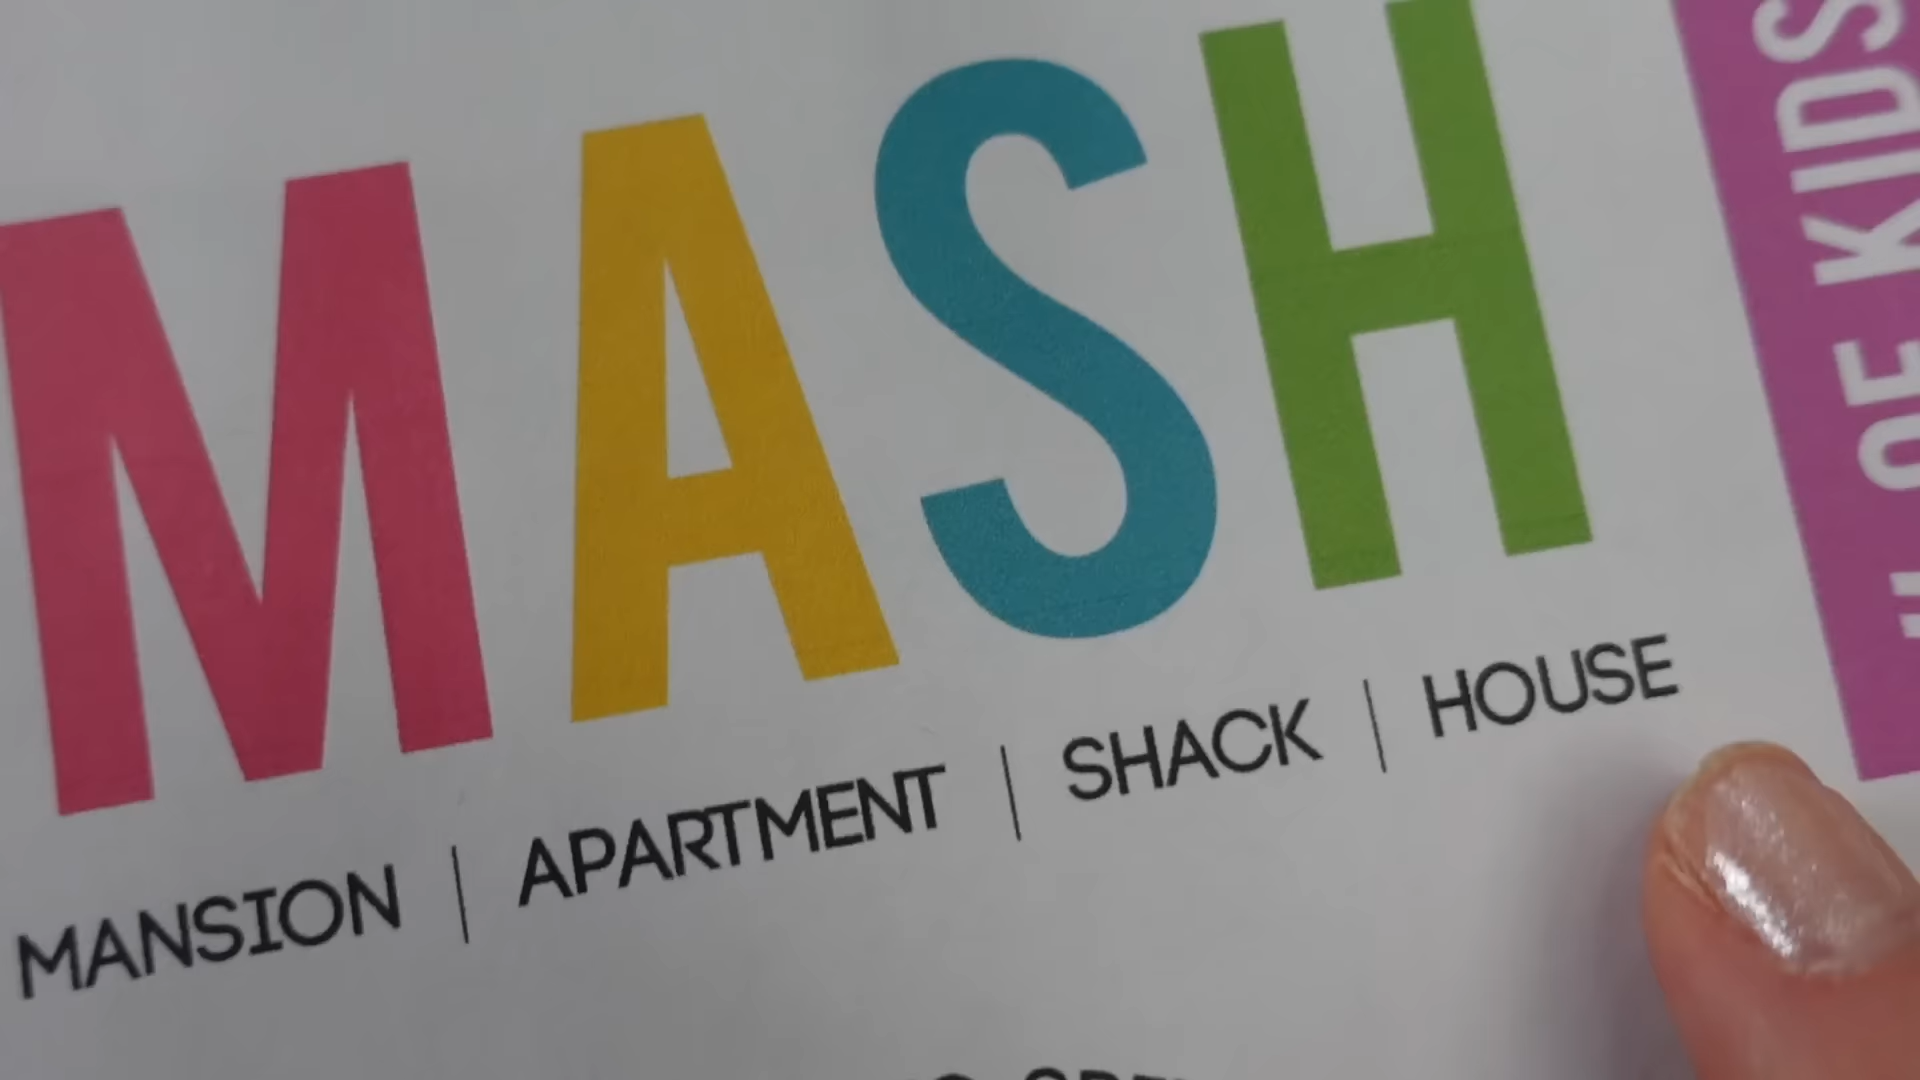 MASH
MANSION | APARTMENT | SHACK | HOUSE
OF KIDS